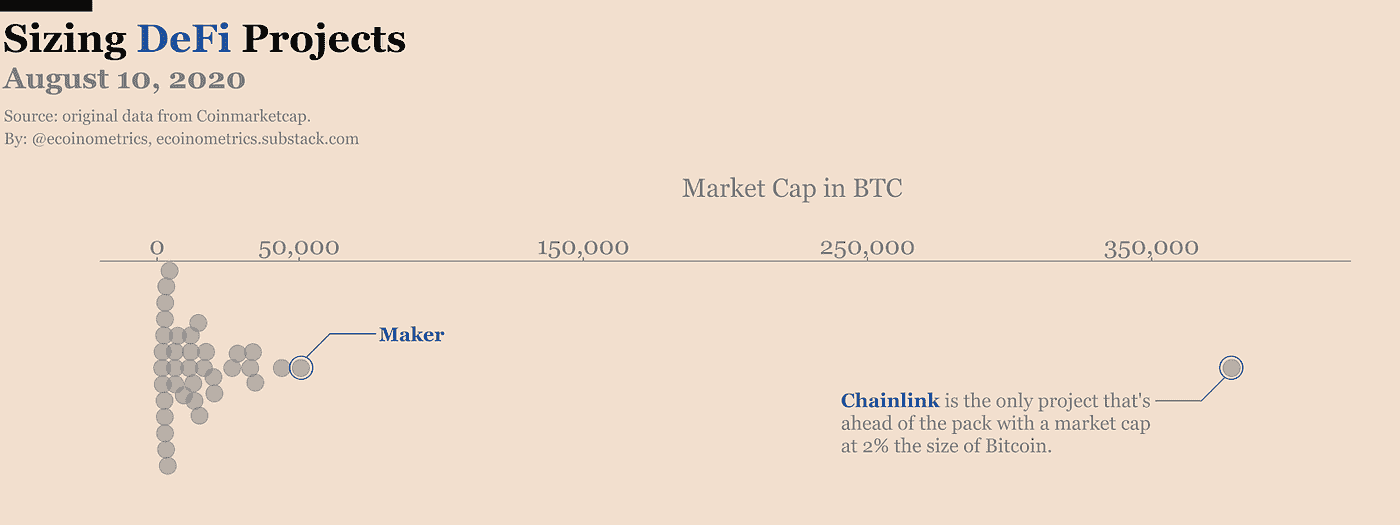 Sizing DeFi Projects
August 10, 2020
Source: original data from Coinmarketcap.
By: @ecoinometrics, ecoinometrics.substack.com
Market Cap in BTC
0 50,000 150,000 250,000 350,000
Maker
Chainlink is the only project that's
ahead of the pack with a market cap
at 2% the size of Bitcoin.